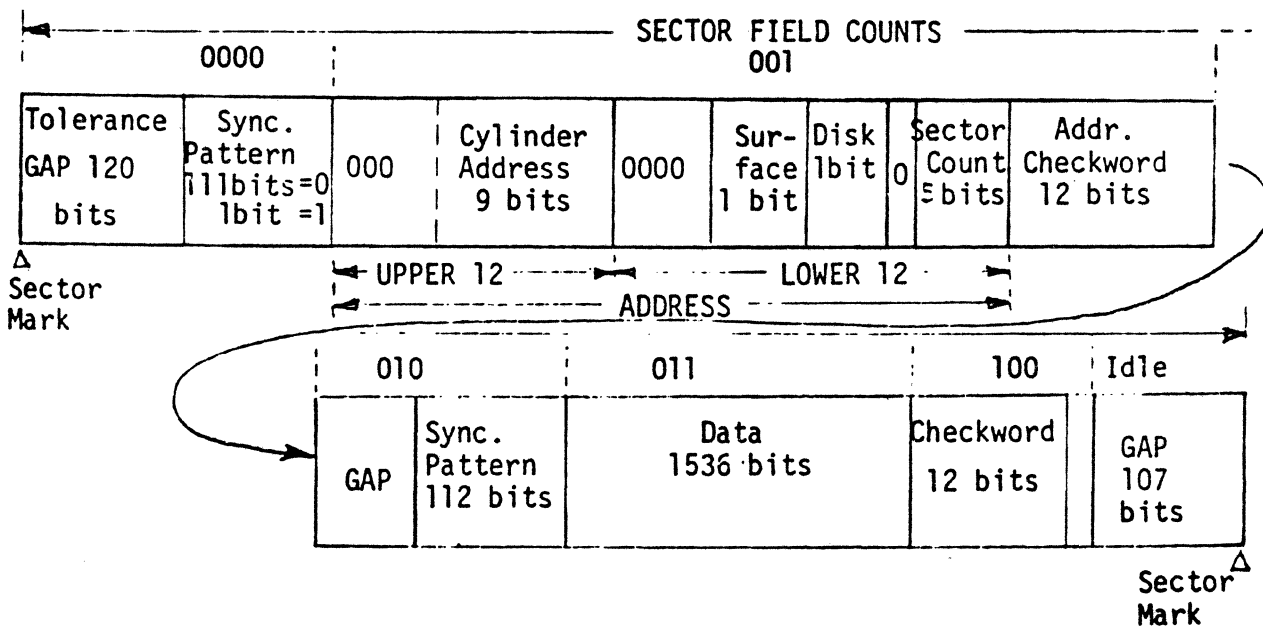 SECTOR FIELD COUNTS
0000
001
Tolerance
GAP 120
bits
Sync.
Pattern
111bits=0
1bit =1
000
Cylinder
Address
9 bits
0000
Sur-
face
1 bit
Disk
1bit
0
Sector
Count
5bits
Addr.
Checkword
12 bits
Sector
Mark
UPPER 12
LOWER 12
ADDRESS
010
011
100
Idle
GAP
Sync.
Pattern
112 bits
Data
1536 bits
Checkword
12 bits
GAP
107
bits
Sector
Mark